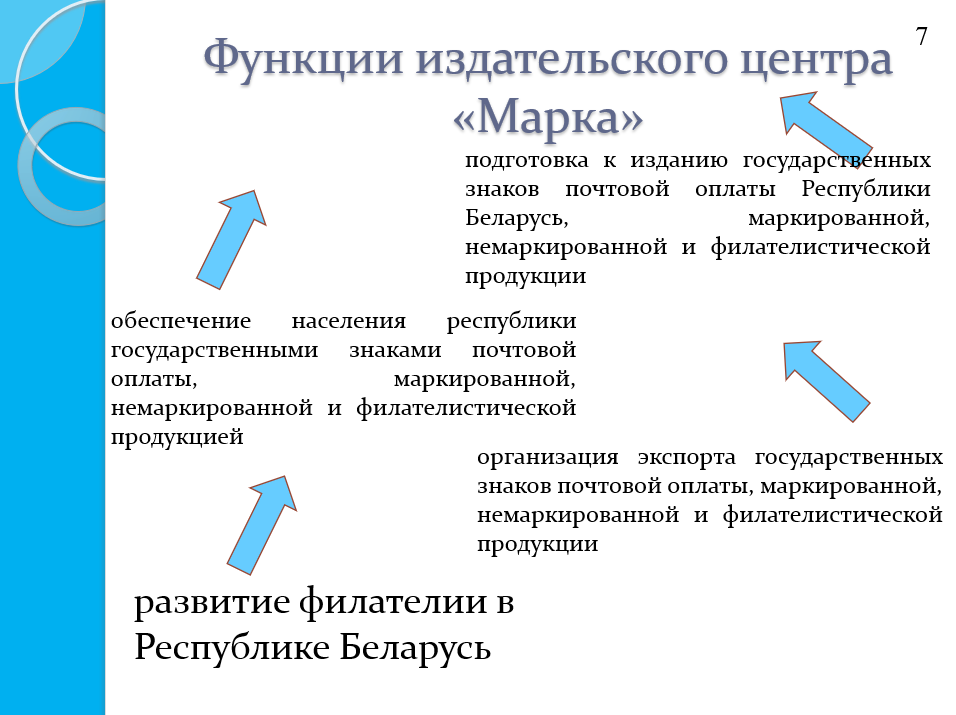 7
Функции издательского центра
«Марка»
подготовка к изданию государственных
знаков почтовой оплаты Республики
Беларусь, маркированной,
немаркированной и филателистической
продукции
обеспечение населения республики
государственными знаками почтовой
оплаты, маркированной,
немаркированной и филателистической
продукцией
организация экспорта государственных
знаков почтовой оплаты, маркированной,
немаркированной и филателистической
продукции
развитие филателии в
Республике Беларусь